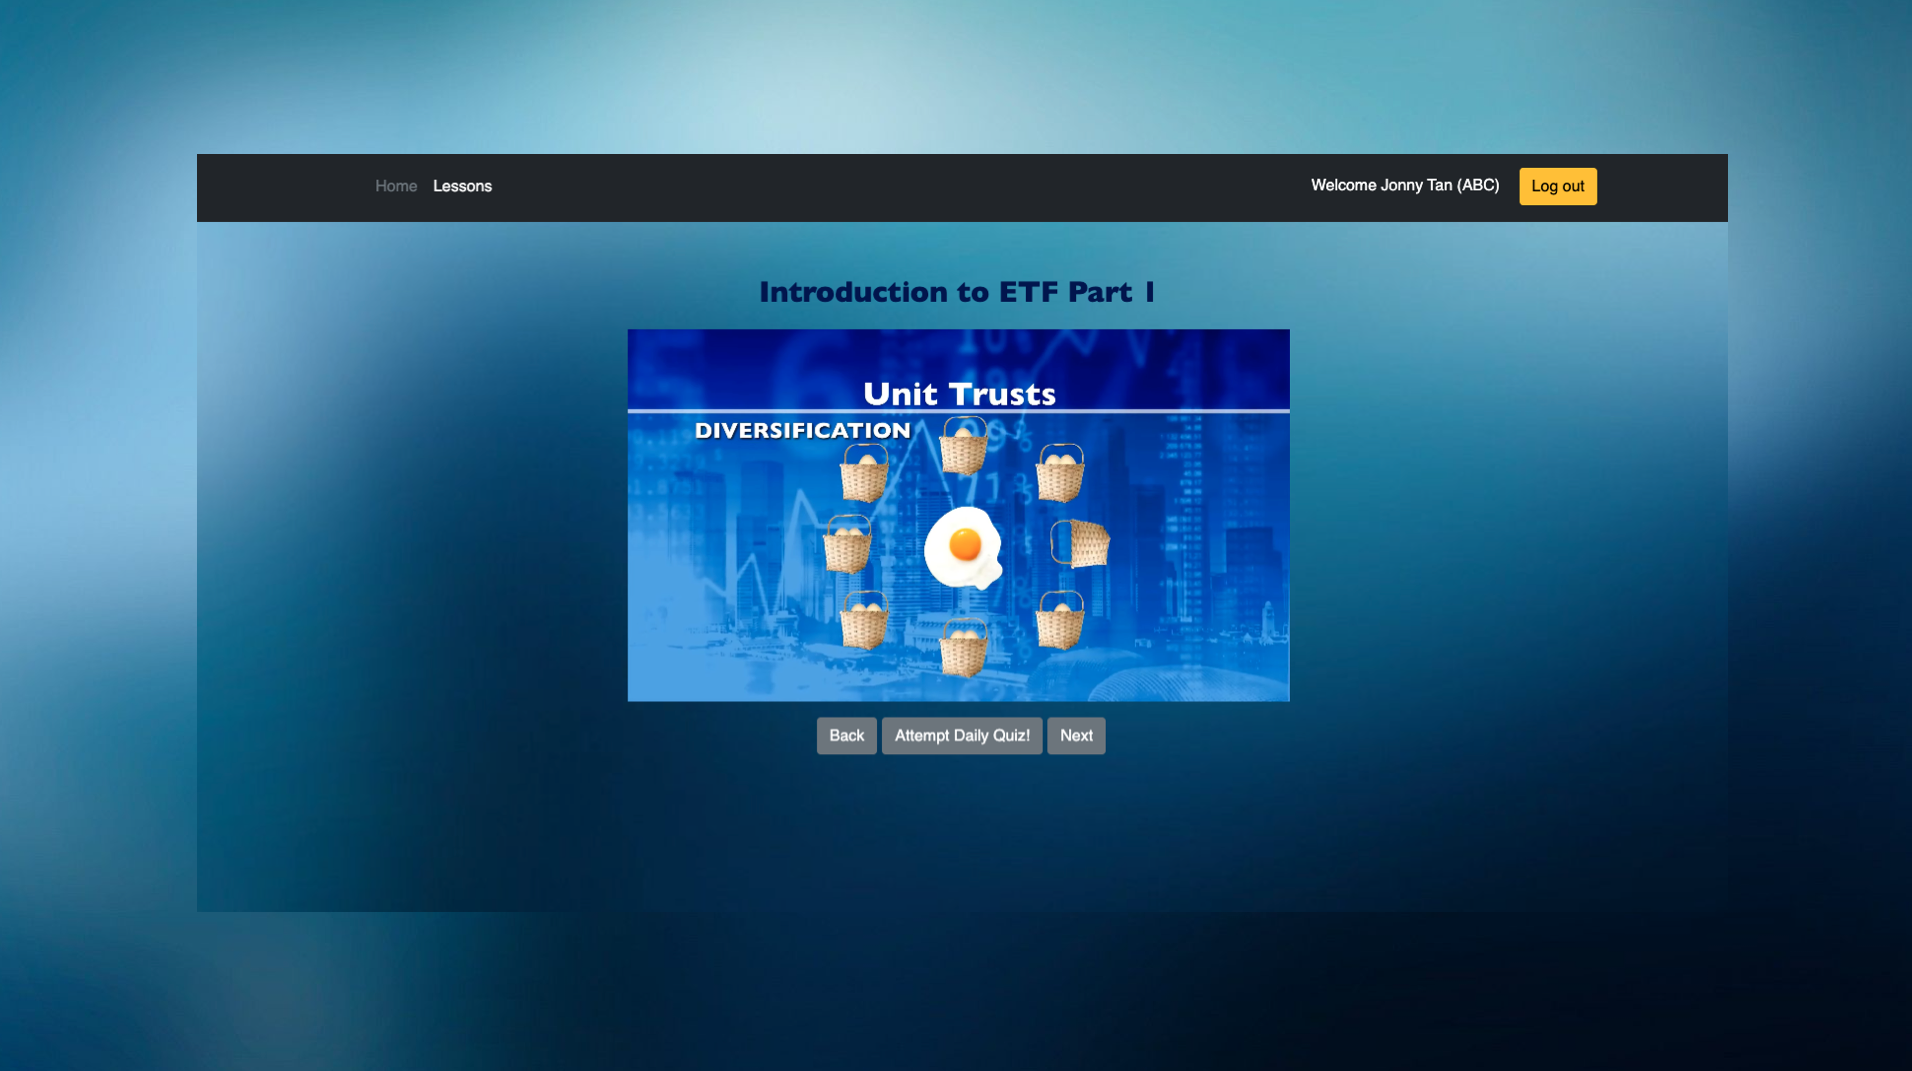 Home Lessons Welcome Jonny Tan (ABC) Log out
Introduction to ETF Part 1
Unit Trusts
DIVERSIFICATION
Back Attempt Daily Quiz! Next